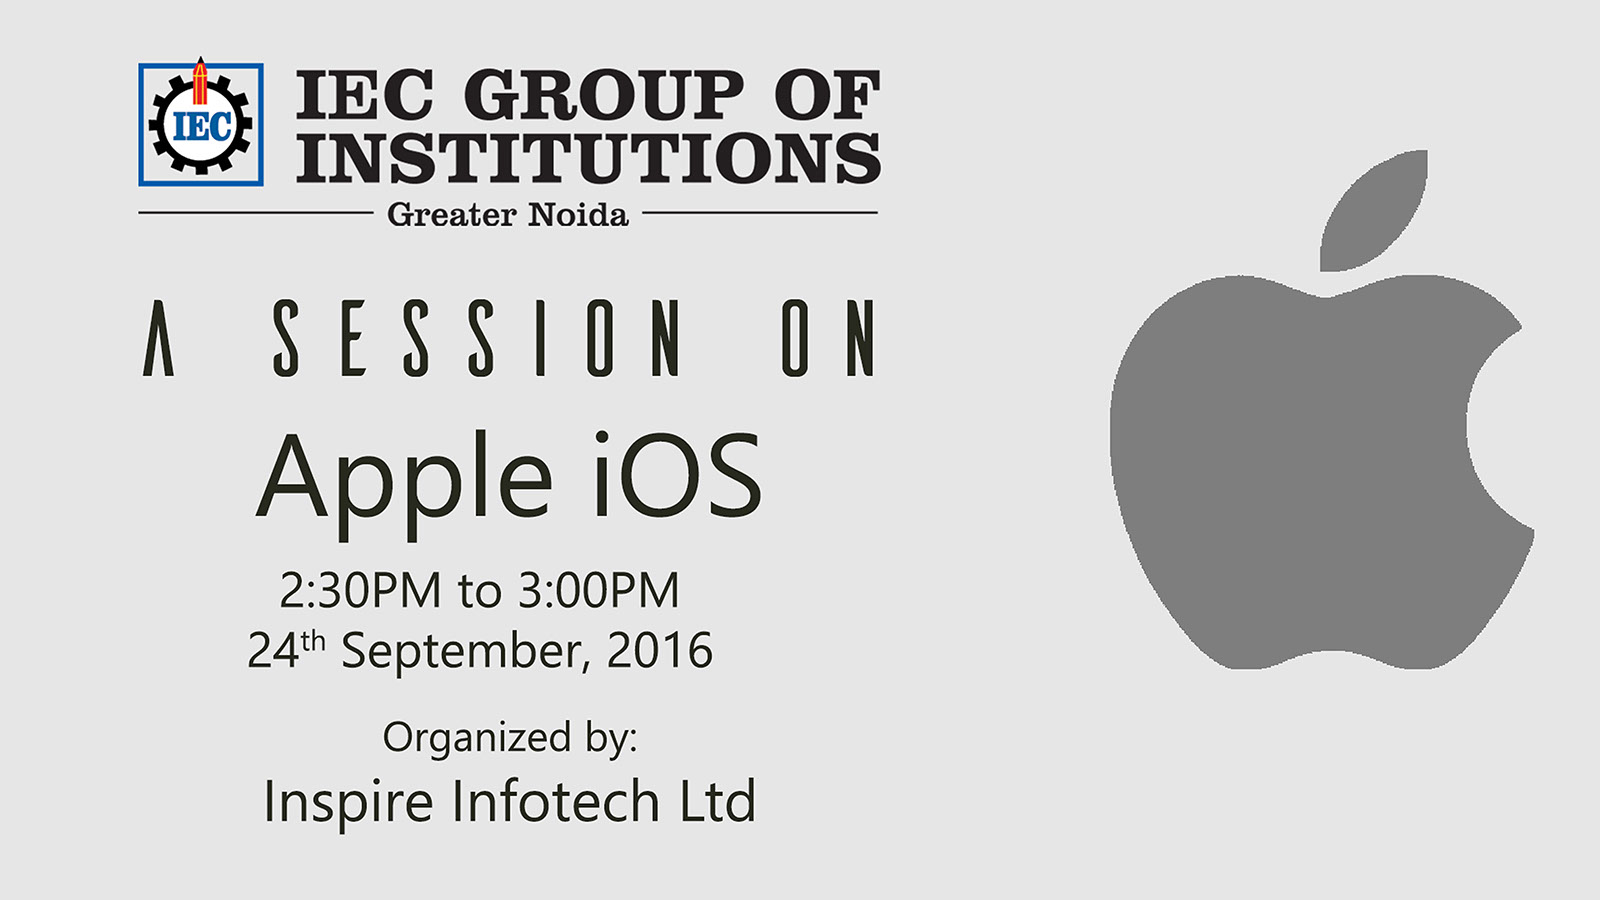 IEC
IEC GROUP OF
INSTITUTIONS
Greater Noida
A SESSION ON
Apple iOS
2:30PM to 3:00PM
24th September, 2016
Organized by:
Inspire Infotech Ltd